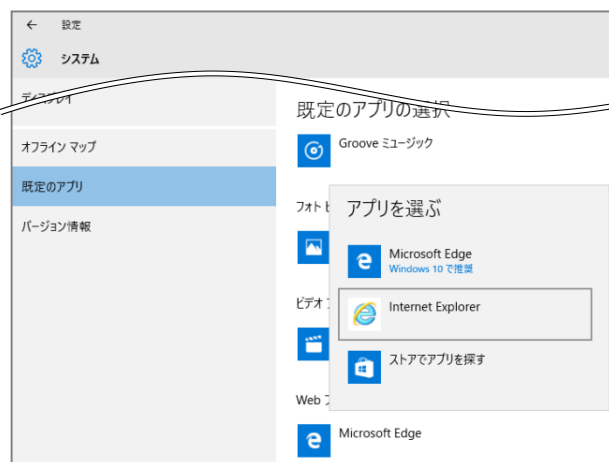 設定
システム
ディスプレイ
オフライン マップ
既定のアプリ
バージョン情報
既定のアプリの選択
Groove ミュージック
フォト
アプリを選ぶ
Microsoft Edge
Windows 10 で推奨
Internet Explorer
ストアでアプリを探す
ビデオ
Web
Microsoft Edge